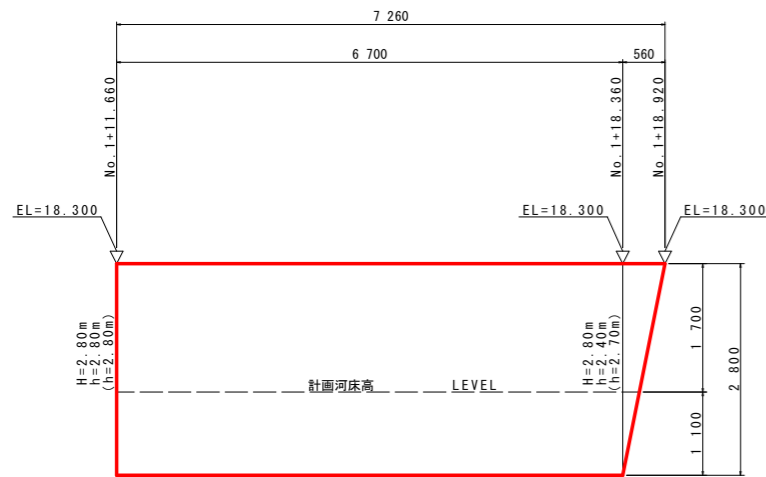 7 260
6 700
560
No.1+11.660
No.1+18.360
No.1+18.920
EL=18.300
EL=18.300
EL=18.300
H=2.80m
h=2.80m
(h=2.80m)
H=2.80m
h=2.40m
(h=2.70m)
1 700
2 800
計画河床高
LEVEL
1 100